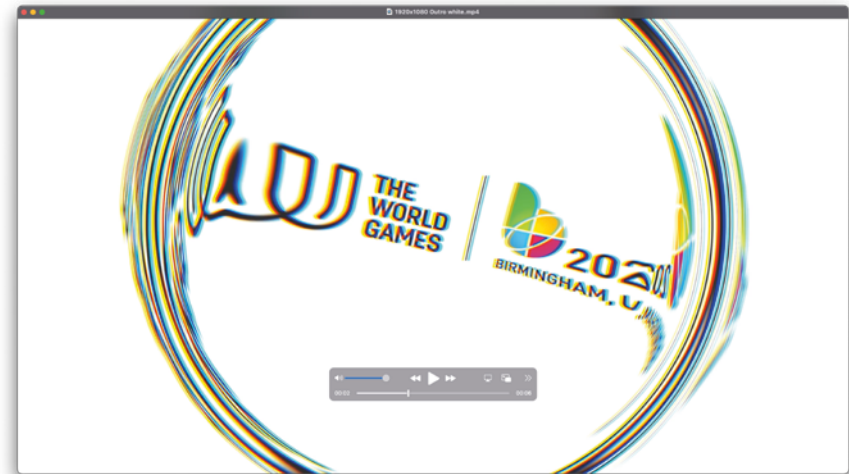 1920x1080 Outro white.mp4
THE
WORLD
GAMES
BIRMINGHAM, U
00:02
00:06